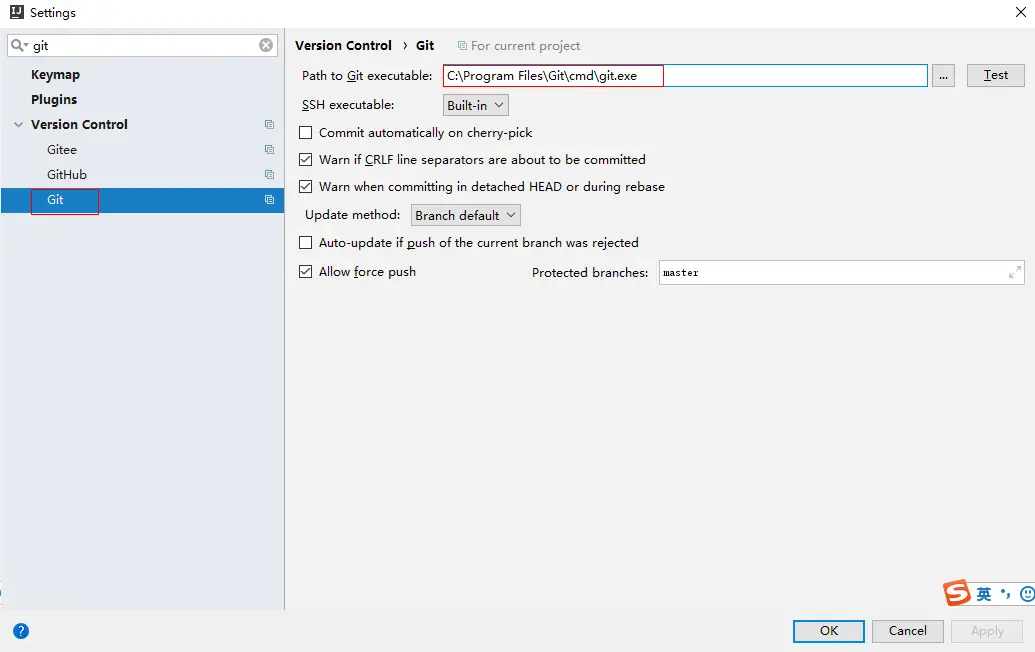 Settings
git
Keymap
Plugins
Version Control
Gitee
GitHub
Git
Version Control › Git For current project
Path to Git executable: C:\Program Files\Git\cmd\git.exe ... Test
SSH executable: Built-in
Commit automatically on cherry-pick
Warn if CRLF line separators are about to be committed
Warn when committing in detached HEAD or during rebase
Update method: Branch default
Auto-update if push of the current branch was rejected
Allow force push Protected branches: master
S 英 •,
? OK Cancel Apply